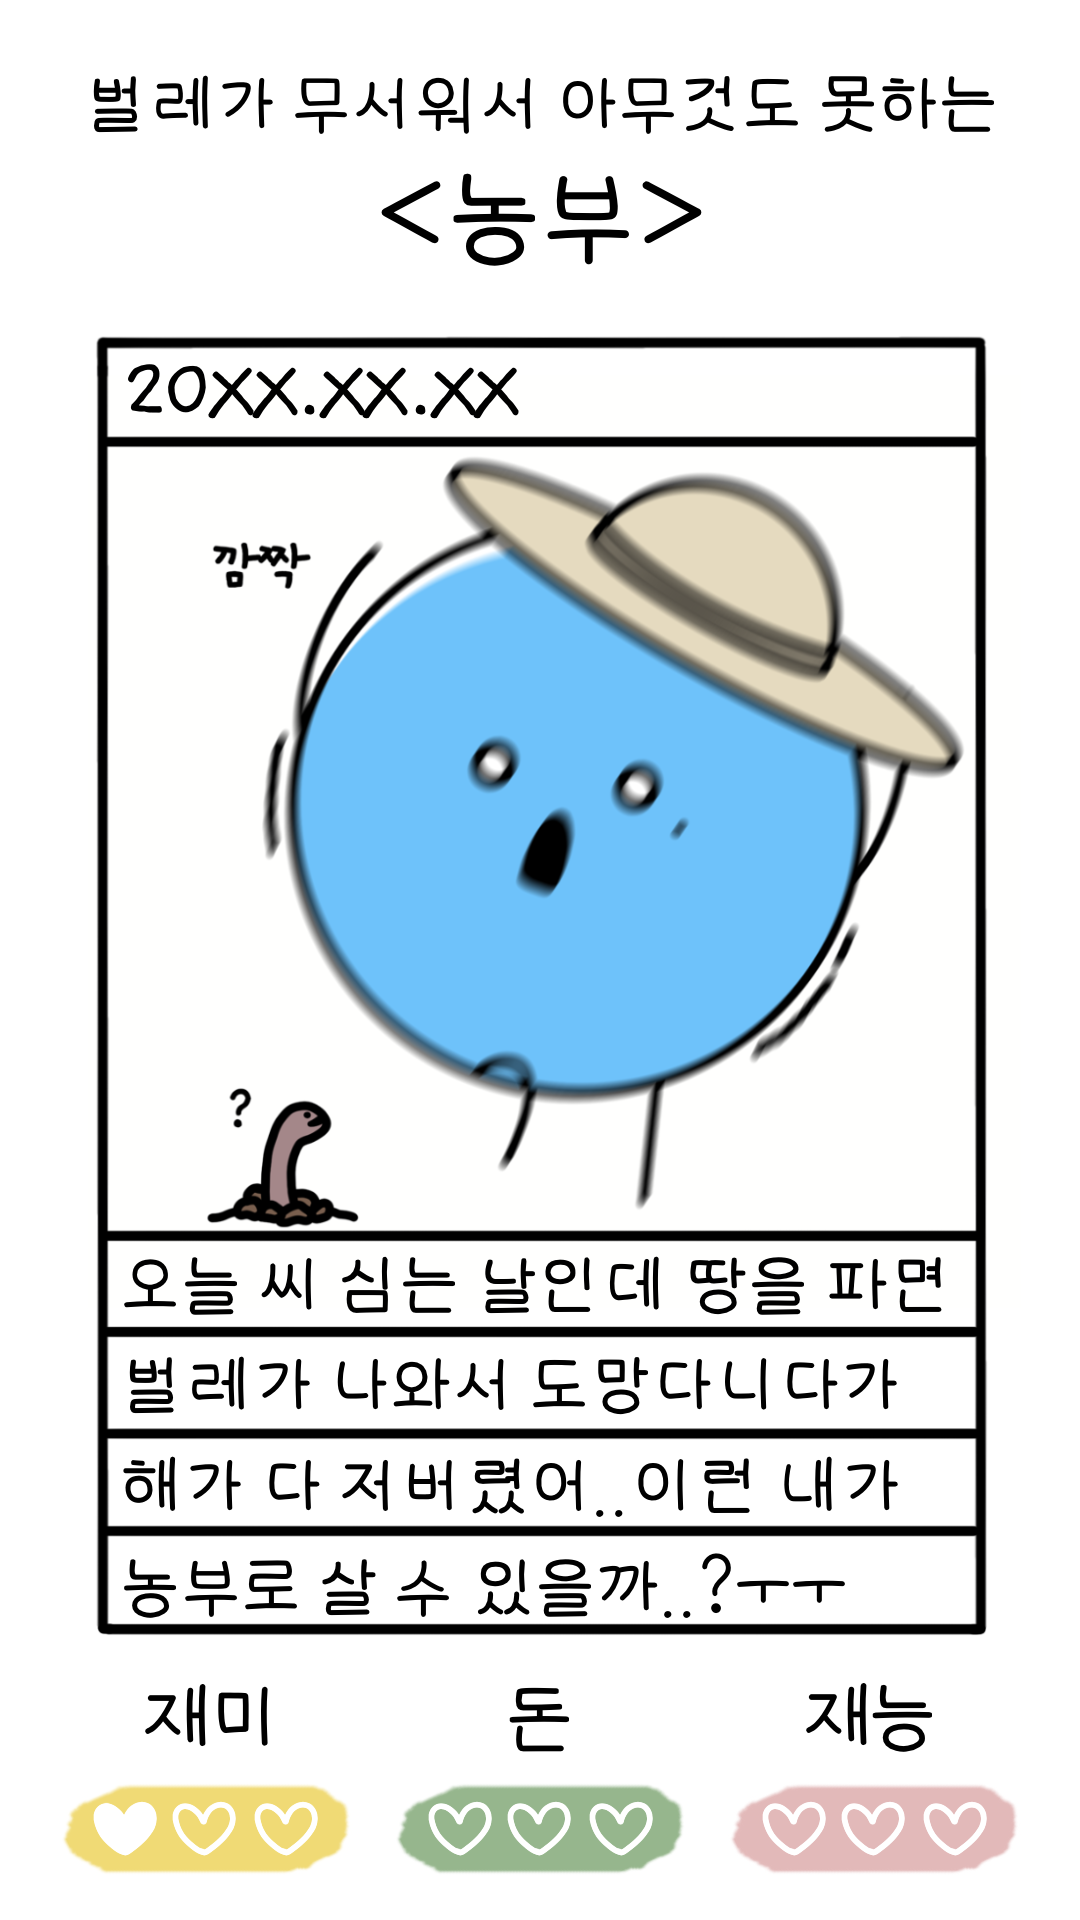 벌레가 무서워서 아무것도 못하는
<농부>
20XX.XX.XX
깜짝
?
오늘 씨 심는 날인데 땅을 파면
벌레가 나와서 도망다니다가
해가 다 저버렸어..이런 내가
농부로 살 수 있을까..?ㅜㅜ
재미 돈 재능